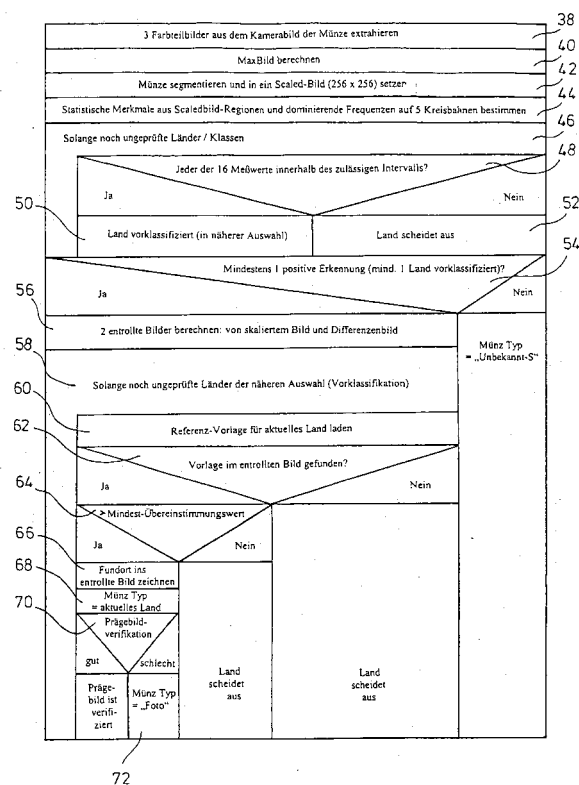 3 Farbteilbilder aus dem Kamerabild der Münze extrahieren
38
MaxBild berechnen
40
Münze segmentieren und in ein Scaled-Bild (256 x 256) setzen
42
Statistische Merkmale aus Scaledbild-Regionen und dominierende Frequenzen auf 5 Kreisbahnen bestimmen
44
Solange noch ungeprüfte Länder / Klassen
46
Jeder der 16 Meßwerte innerhalb des zulässigen Intervalls?
48
Ja
Nein
50
Land vorklassifiziert (in näherer Auswahl)
Land scheidet aus
52
Mindestens 1 positive Erkennung (mind. 1 Land vorklassifiziert)?
54
Ja
Nein
56
2 entrollte Bilder berechnen: von skaliertem Bild und Differenzenbild
Münz Typ
= „Unbekannt-S"
58
Solange noch ungeprüfte Länder der näheren Auswahl (Vorklassifikation)
60
Referenz-Vorlage für aktuelles Land laden
62
Vorlage im entrollten Bild gefunden?
Ja
Nein
64
> Mindest-Übereinstimmungswert
Ja
Nein
66
Fundort ins
entrollte Bild zeichnen
68
Münz Typ
= aktuelles Land
70
Prägebild-
verifikation
gut
schlecht
Präge-
bild ist
verifi-
ziert
Münz Typ
= „Foto"
Land
scheidet
aus
Land
scheidet
aus
72